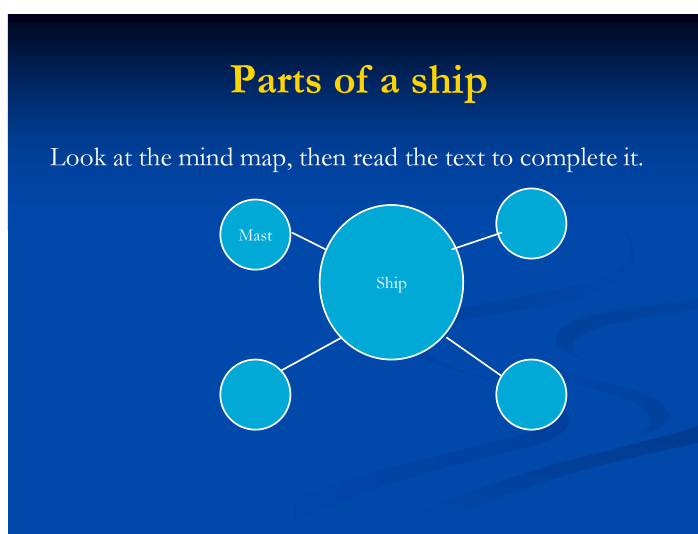 Parts of a ship
Look at the mind map, then read the text to complete it.
Mast
Ship